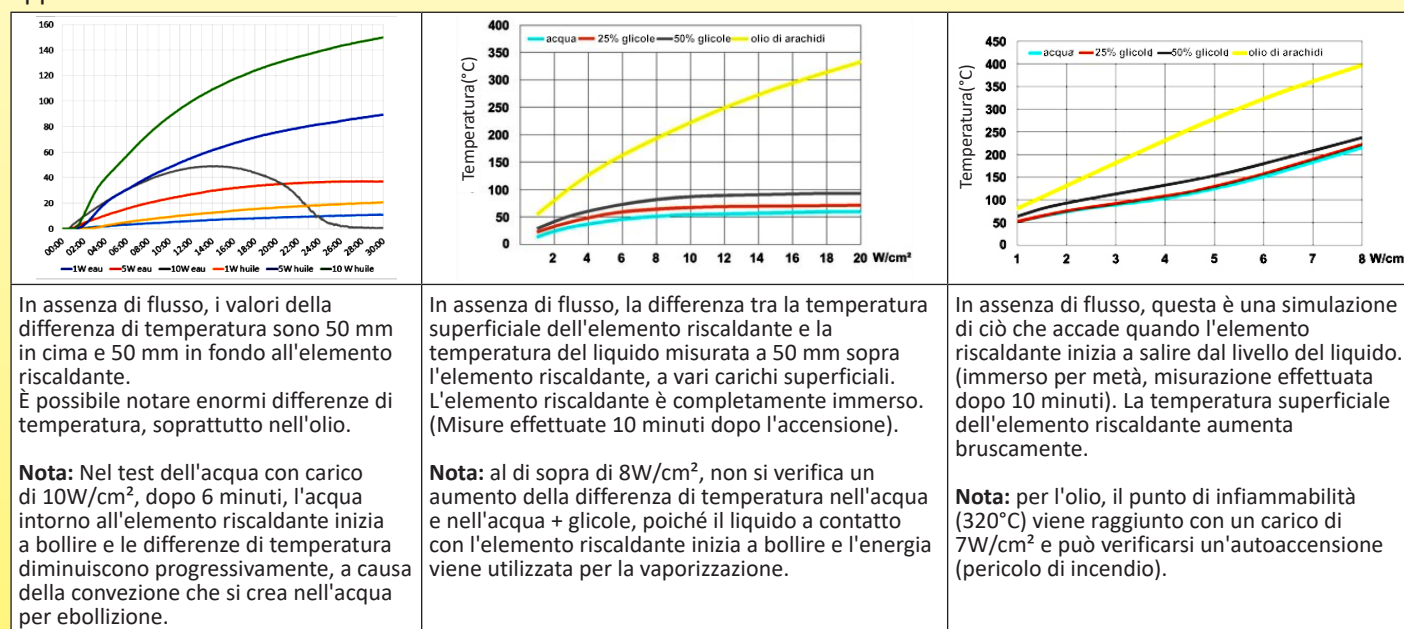 160
140
120
100
80
60
40
20
0
00:00 02:00 04:00 06:00 08:00 10:00 12:00 14:00 16:00 18:00 20:00 22:00 24:00 26:00 28:00 30:00
1W eau 5W eau 10W eau 1W huile 5W huile 10 W huile
In assenza di flusso, i valori della
differenza di temperatura sono 50 mm
in cima e 50 mm in fondo all'elemento
riscaldante.
È possibile notare enormi differenze di
temperatura, soprattutto nell'olio.
Nota: Nel test dell'acqua con carico
di 10W/cm², dopo 6 minuti, l'acqua
intorno all'elemento riscaldante inizia
a bollire e le differenze di temperatura
diminuiscono progressivamente, a causa
della convezione che si crea nell'acqua
per ebollizione.
acqua 25% glicole 50% glicole olio di arachidi
Temperatura(°C)
400
350
300
250
200
150
100
50
0
2 4 6 8 10 12 14 16 18 20 W/cm²
In assenza di flusso, la differenza tra la temperatura
superficiale dell'elemento riscaldante e la
temperatura del liquido misurata a 50 mm sopra
l'elemento riscaldante, a vari carichi superficiali.
L'elemento riscaldante è completamente immerso.
(Misure effettuate 10 minuti dopo l'accensione).
Nota: al di sopra di 8W/cm², non si verifica un
aumento della differenza di temperatura nell'acqua
e nell'acqua + glicole, poiché il liquido a contatto
con l'elemento riscaldante inizia a bollire e l'energia
viene utilizzata per la vaporizzazione.
acqua 25% glicold 50% glicold olio di arachidi
Temperatura(°C)
450
400
350
300
250
200
150
100
50
0
1 2 3 4 5 6 7 8 W/cm
In assenza di flusso, questa è una simulazione
di ciò che accade quando l'elemento
riscaldante inizia a salire dal livello del liquido.
(immerso per metà, misurazione effettuata
dopo 10 minuti). La temperatura superficiale
dell'elemento riscaldante aumenta
bruscamente.
Nota: per l'olio, il punto di infiammabilità
(320°C) viene raggiunto con un carico di
7W/cm² e può verificarsi un'autoaccensione
(pericolo di incendio).